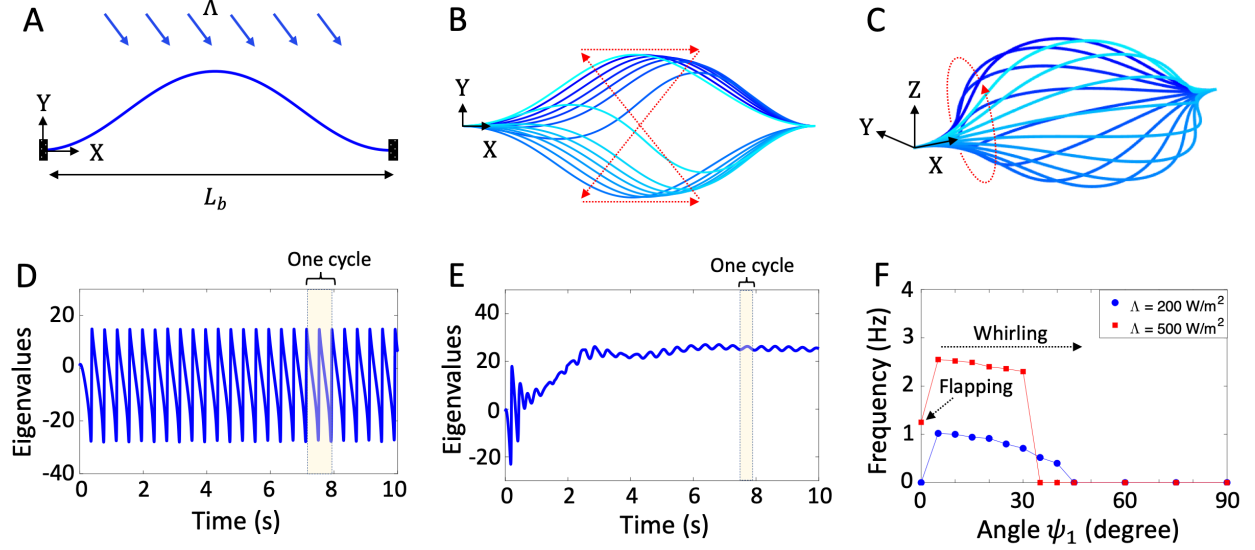 A
Λ
Y
X
L_b
B
Y
X
C
Z
Y
X
D
One cycle
Eigenvalues
20
0
-20
-40
0 2 4 6 8 10
Time (s)
E
One cycle
Eigenvalues
40
20
0
-20
0 2 4 6 8 10
Time (s)
F
Λ = 200 W/m²
Λ = 500 W/m²
Whirling
Flapping
Frequency (Hz)
4
3
2
1
0
0 30 60 90
Angle ψ₁ (degree)